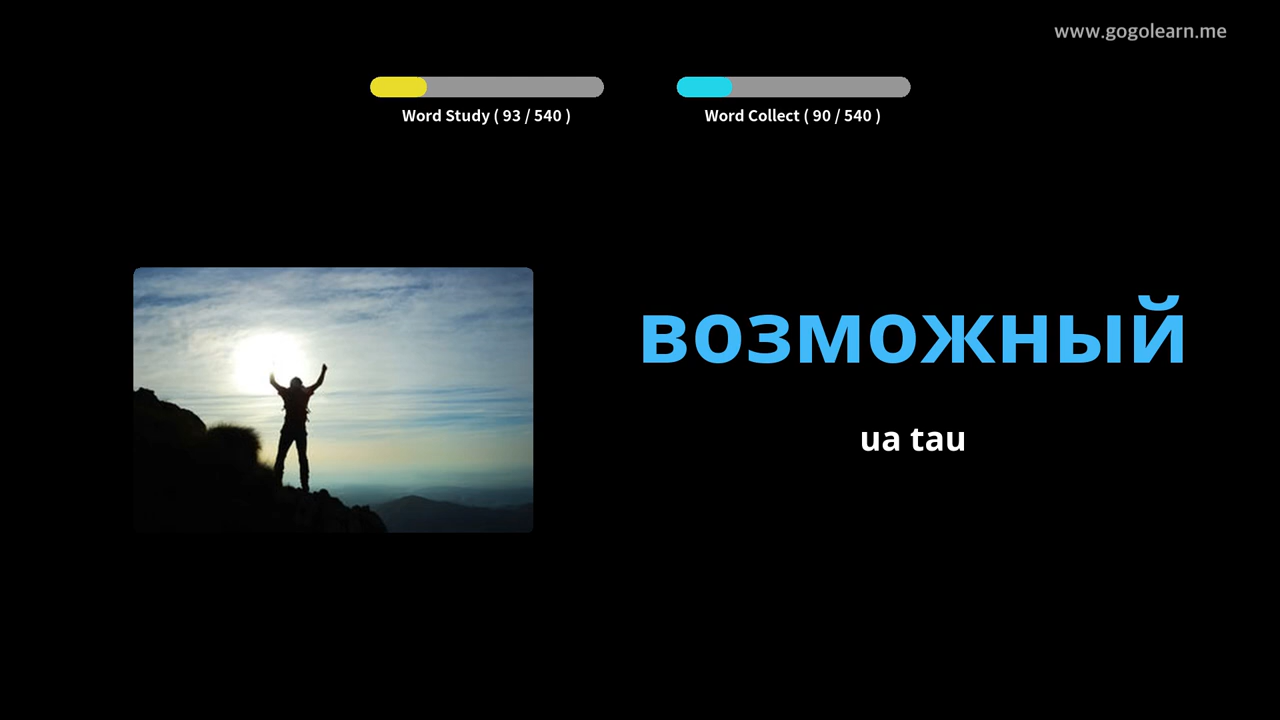 www.gogolearn.me
Word Study ( 93 / 540 )
Word Collect ( 90 / 540 )
возможный
ua tau